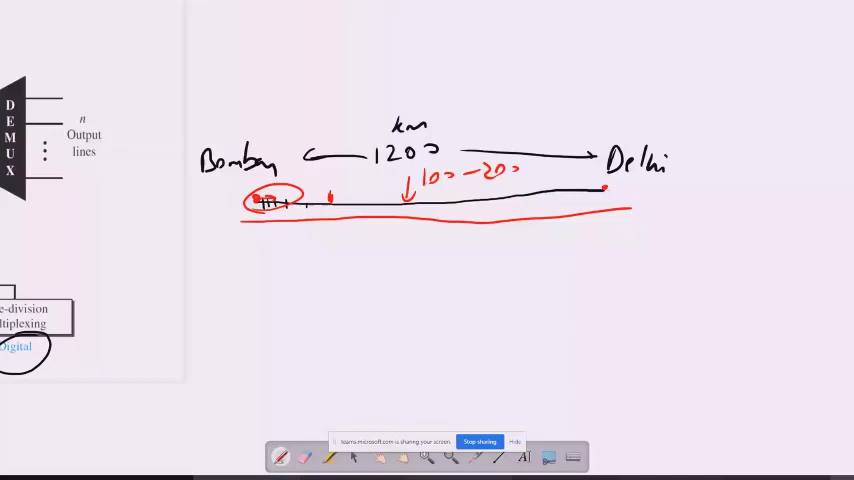 D
E
M
U
X
n
Output
lines
km
Bombay
1200
Delhi
100-200
e-division
ltiplexing
Digital
teams.microsoft.com is sharing your screen.
Stop sharing
Hide
A